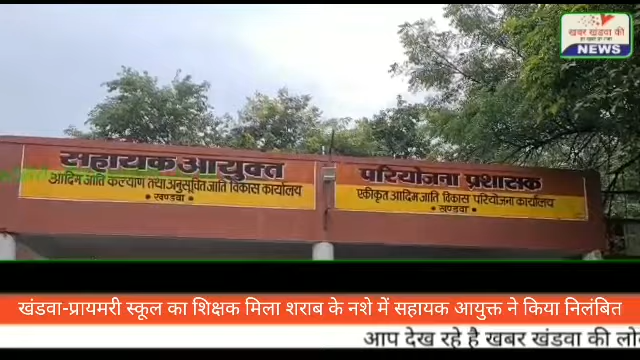 खबर खंडवा की
NEWS
सहायक आयुक्त
आदिम जाति कल्याण तथा अनुसूचित जाति विकास कार्यालय
• खण्डवा •
परियोजना प्रशासक
एकीकृत आदिम जाति विकास परियोजना कार्यालय
• खण्डवा •
खंडवा-प्रायमरी स्कूल का शिक्षक मिला शराब के नशे में सहायक आयुक्त ने किया निलंबित
आप देख रहे है खबर खंडवा की